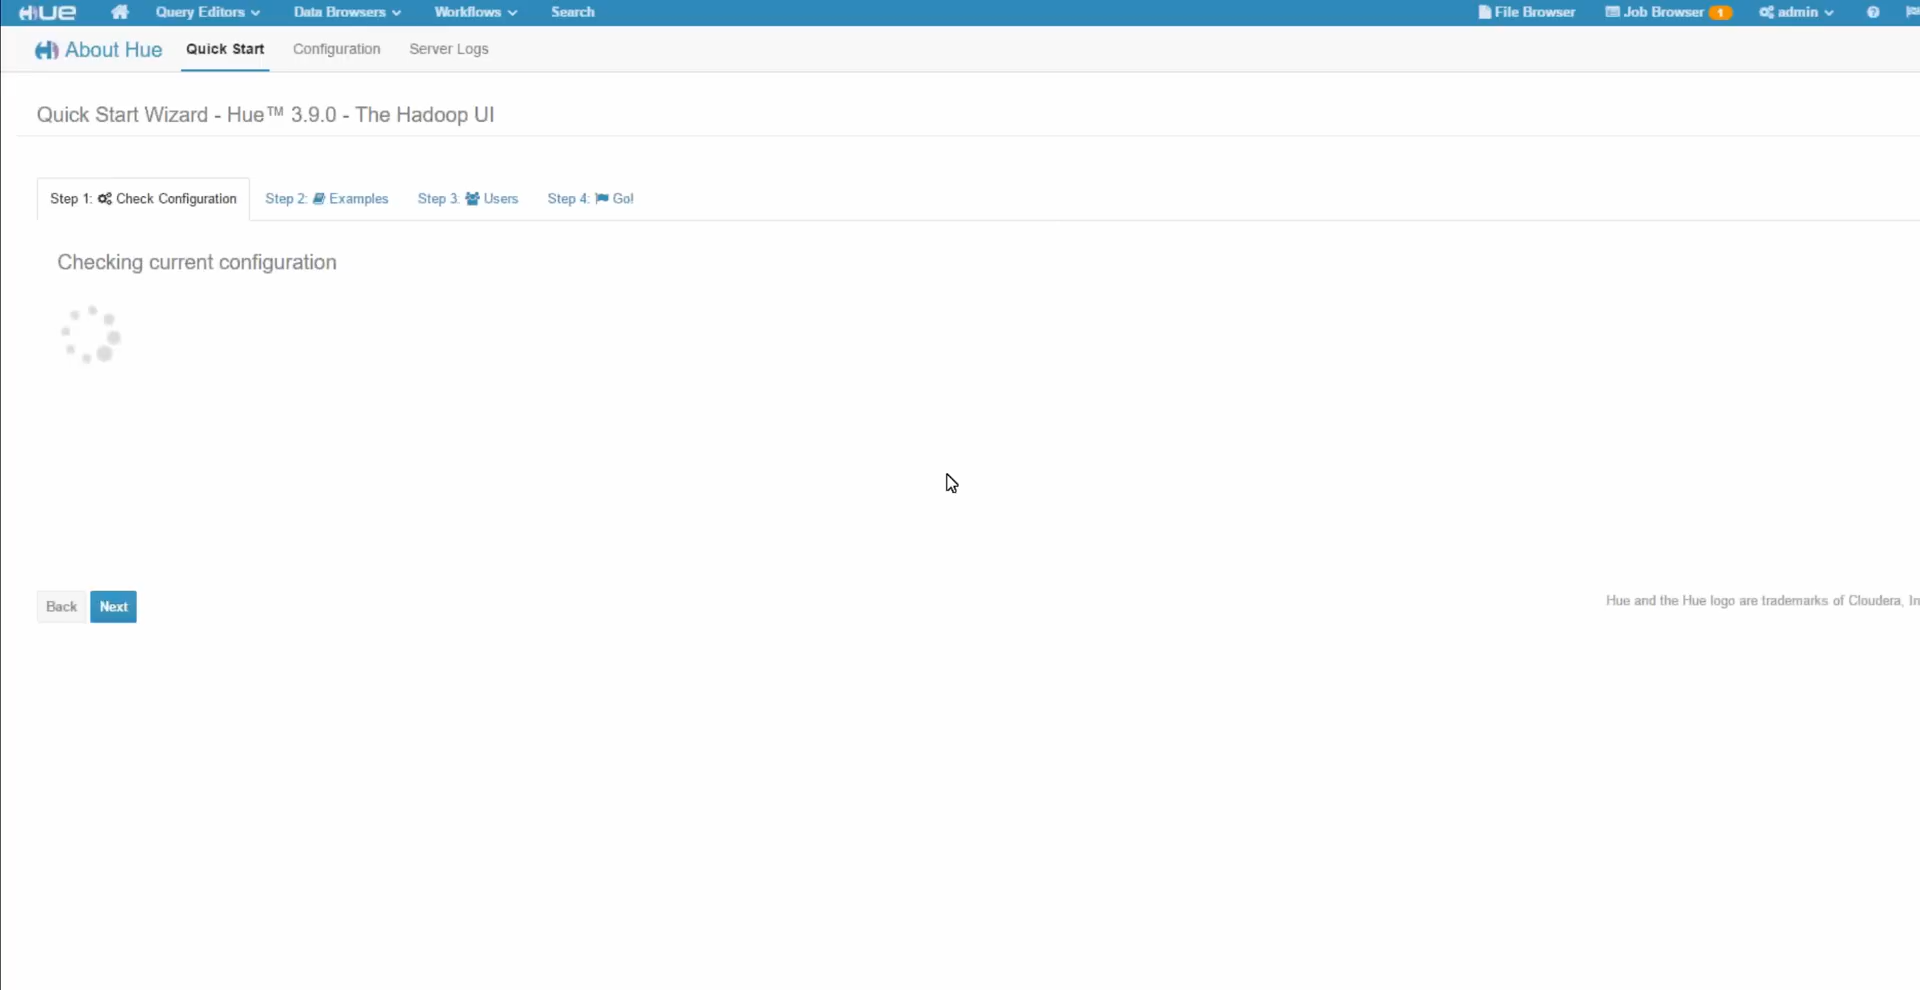 HUE Query Editors Data Browsers Workflows Search File Browser Job Browser 1 admin
About Hue Quick Start Configuration Server Logs
Quick Start Wizard - Hue™ 3.9.0 - The Hadoop UI
Step 1: Check Configuration Step 2: Examples Step 3: Users Step 4: Go!
Checking current configuration
Back Next
Hue and the Hue logo are trademarks of Cloudera, In